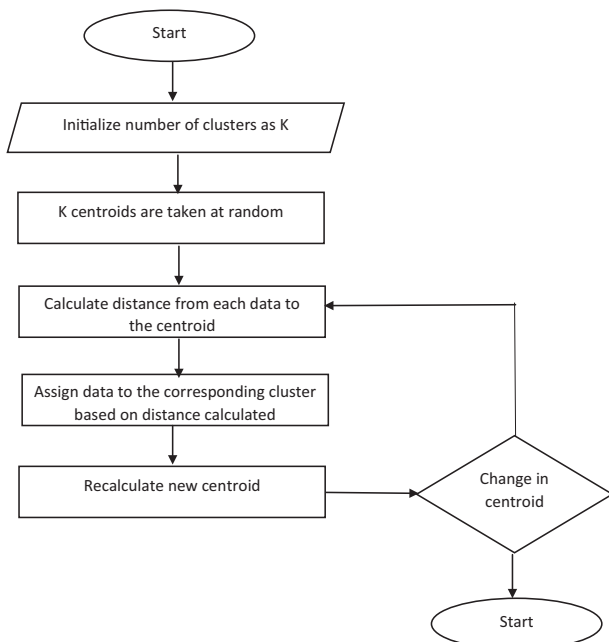 Start
Initialize number of clusters as K
K centroids are taken at random
Calculate distance from each data to
the centroid
Assign data to the corresponding cluster
based on distance calculated
Recalculate new centroid
Change in
centroid
Start